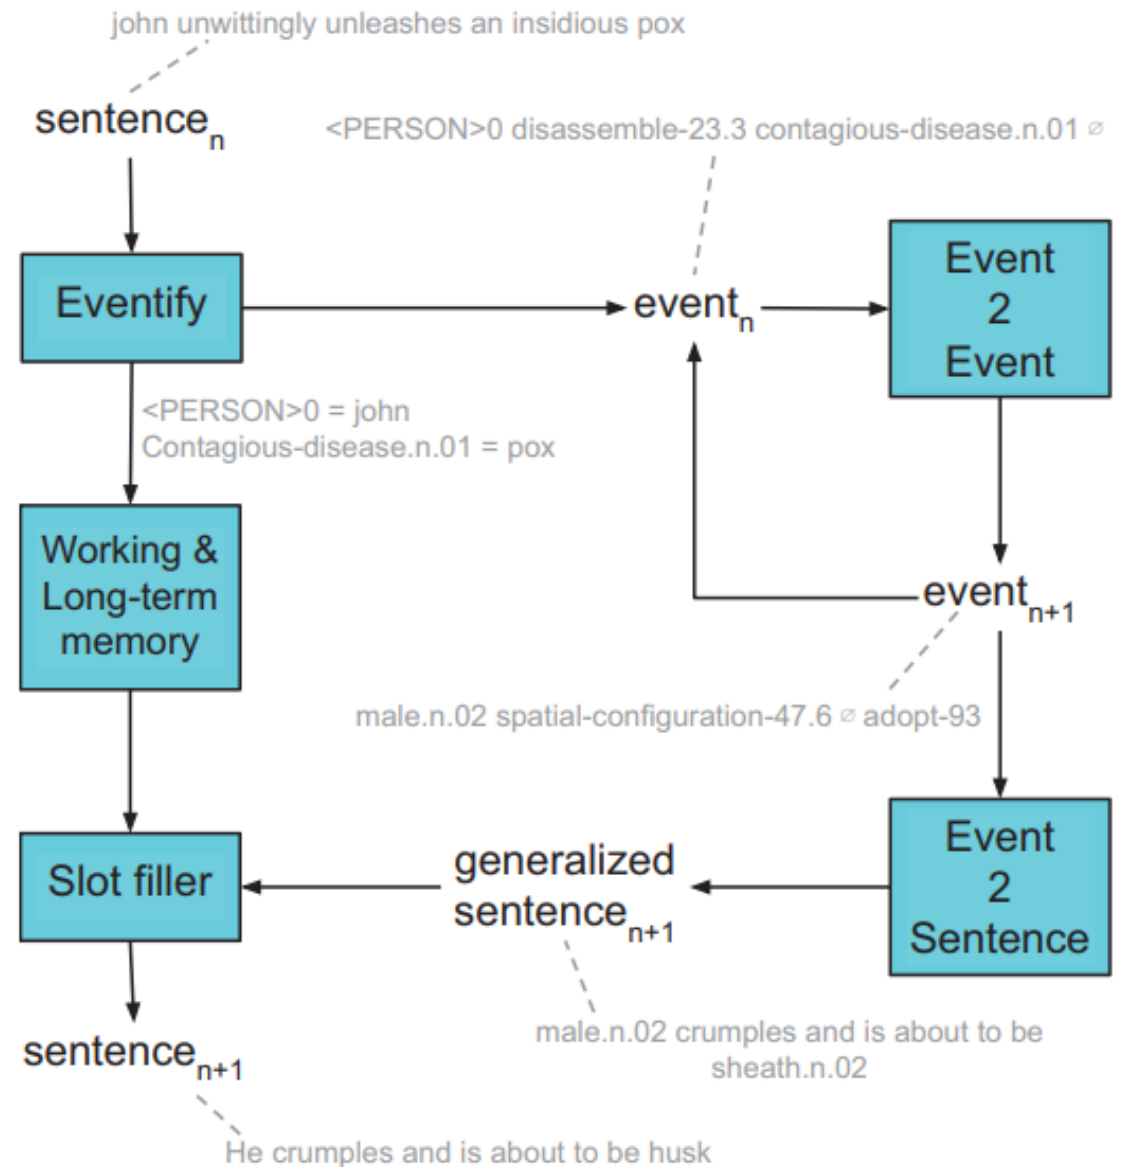 john unwittingly unleashes an insidious pox
sentencen
<PERSON>0 disassemble-23.3 contagious-disease.n.01 ∅
Eventify
eventn
Event
2
Event
<PERSON>0 = john
Contagious-disease.n.01 = pox
Working &
Long-term
memory
eventn+1
male.n.02 spatial-configuration-47.6 ∅ adopt-93
Event
2
Sentence
generalized
sentencen+1
Slot filler
male.n.02 crumples and is about to be
sheath.n.02
sentencen+1
He crumples and is about to be husk